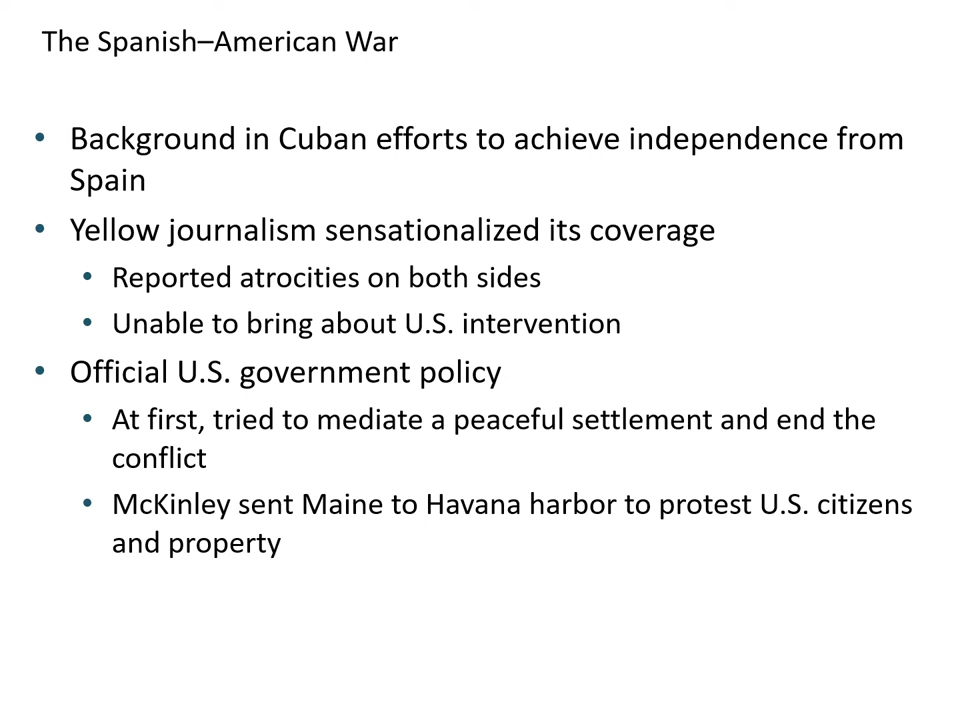 The Spanish–American War
• Background in Cuban efforts to achieve independence from
Spain
• Yellow journalism sensationalized its coverage
• Reported atrocities on both sides
• Unable to bring about U.S. intervention
• Official U.S. government policy
• At first, tried to mediate a peaceful settlement and end the
conflict
• McKinley sent Maine to Havana harbor to protest U.S. citizens
and property